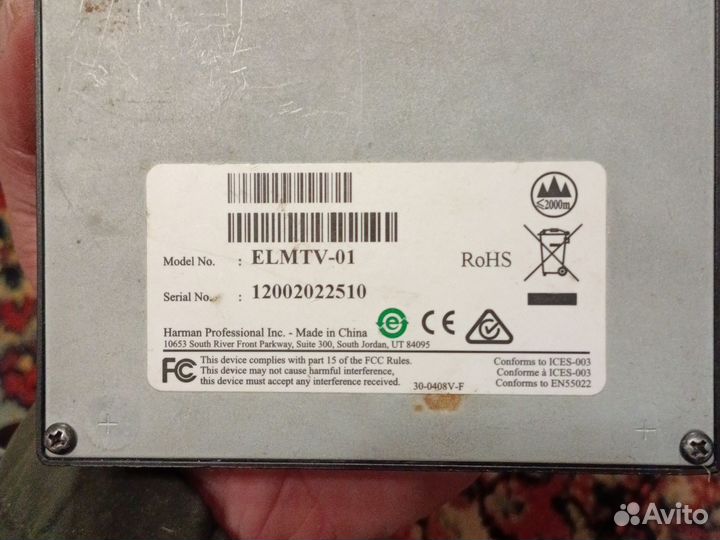 ≤2000m
Model No. : ELMTV-01
RoHS
Serial No. : 12002022510
Harman Professional Inc. - Made in China
10653 South River Front Parkway, Suite 300, South Jordan, UT 84095
e
CE
FC
This device complies with part 15 of the FCC Rules.
This device may not cause harmful interference,
this device must accept any interference received.
30-0408V-F
Conforms to ICES-003
Conforme à ICES-003
Conforms to EN55022
Avito